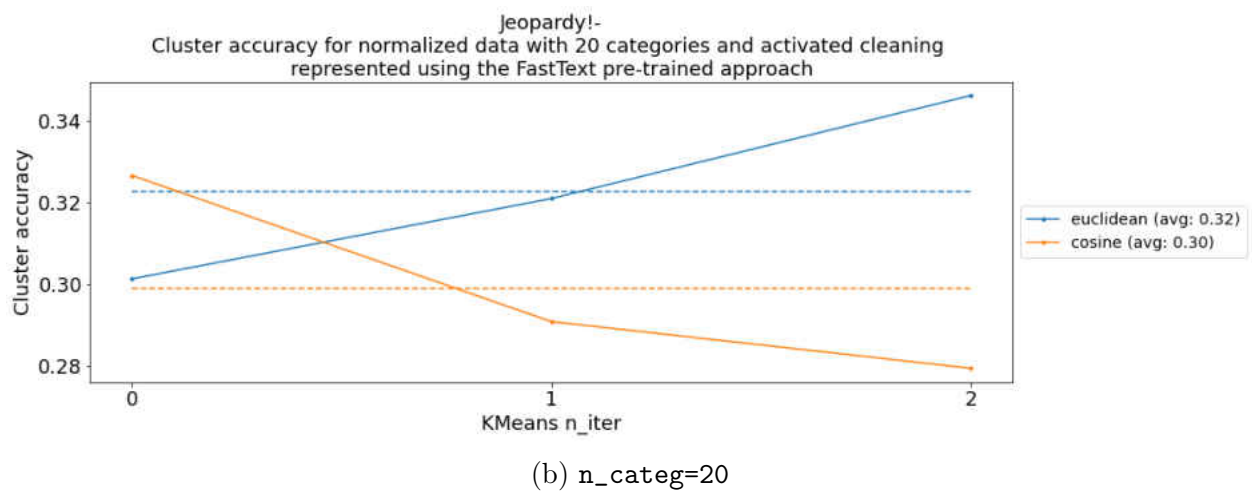 Jeopardy!-
Cluster accuracy for normalized data with 20 categories and activated cleaning
represented using the FastText pre-trained approach
Cluster accuracy
0.34
0.32
0.30
0.28
0
1
2
KMeans n_iter
euclidean (avg: 0.32)
cosine (avg: 0.30)
(b) n_categ=20